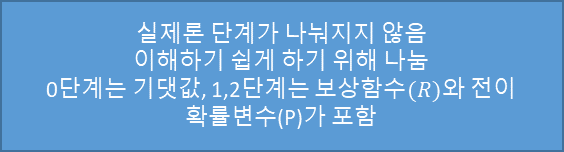 실제론 단계가 나눠지지 않음
이해하기 쉽게 하기 위해 나눔
0단계는 기댓값, 1,2단계는 보상함수(R)와 전이
확률변수(P)가 포함